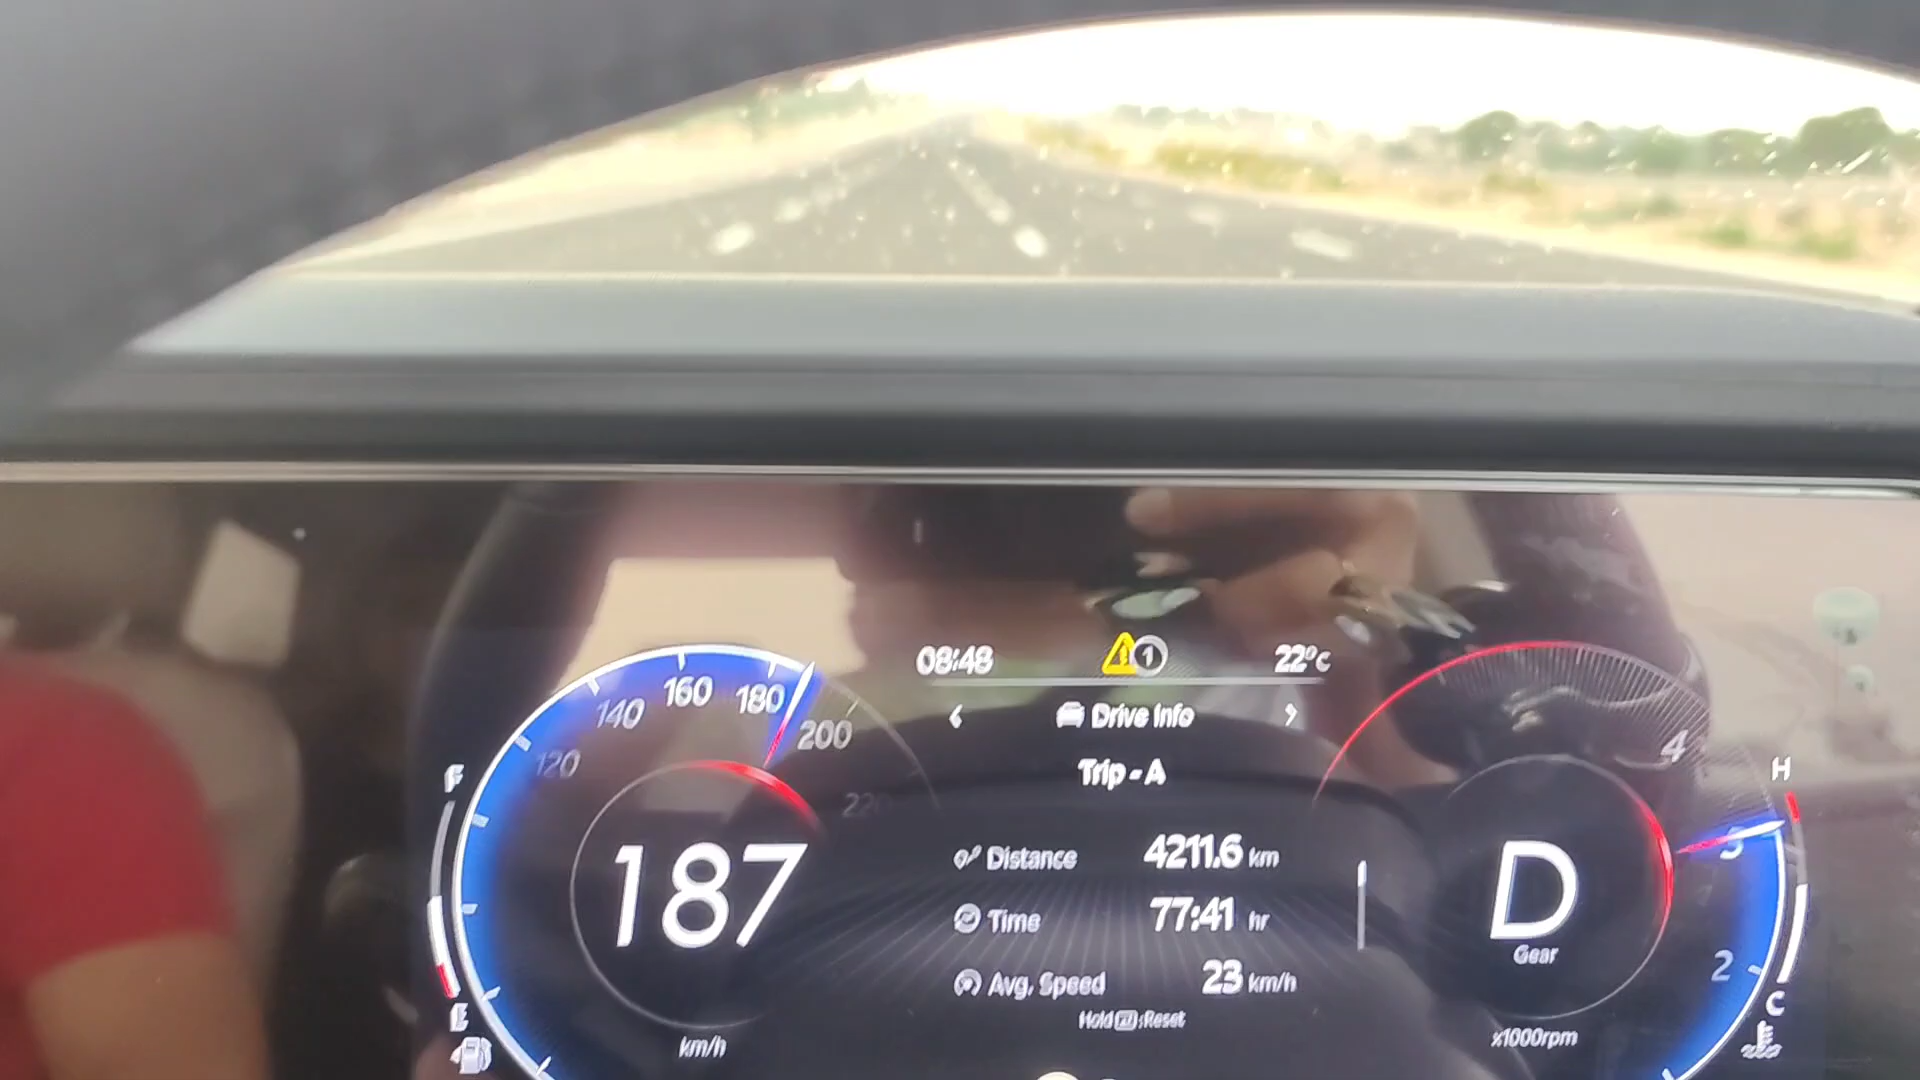 08:48 1 22°C
Drive Info
Trip - A
Distance 4211.6 km
Time 77:41 hr
Avg. Speed 23 km/h
Hold :Reset
120 140 160 180 200 220
187
km/h
F
E
4
3
2
D
Gear
x1000rpm
H
C